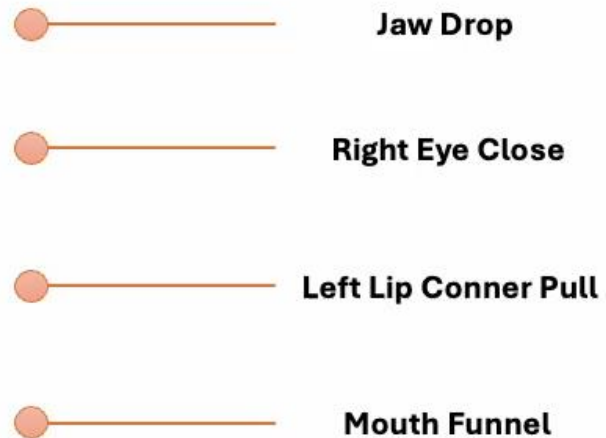 Jaw Drop
Right Eye Close
Left Lip Conner Pull
Mouth Funnel